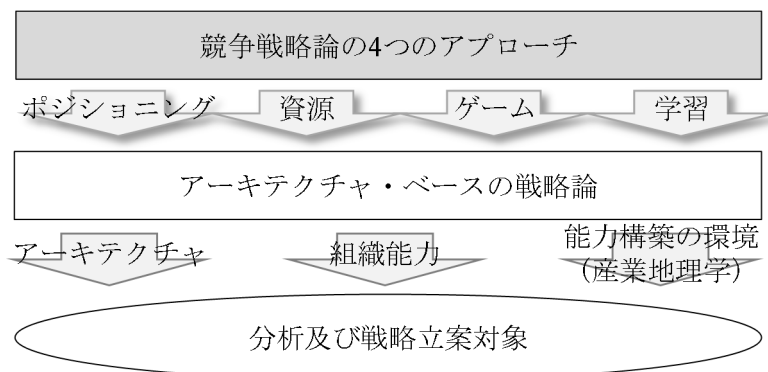 競争戦略論の4つのアプローチ
ポジショニング 資源 ゲーム 学習
アーキテクチャ・ベースの戦略論
アーキテクチャ 組織能力 能力構築の環境
(産業地理学)
分析及び戦略立案対象